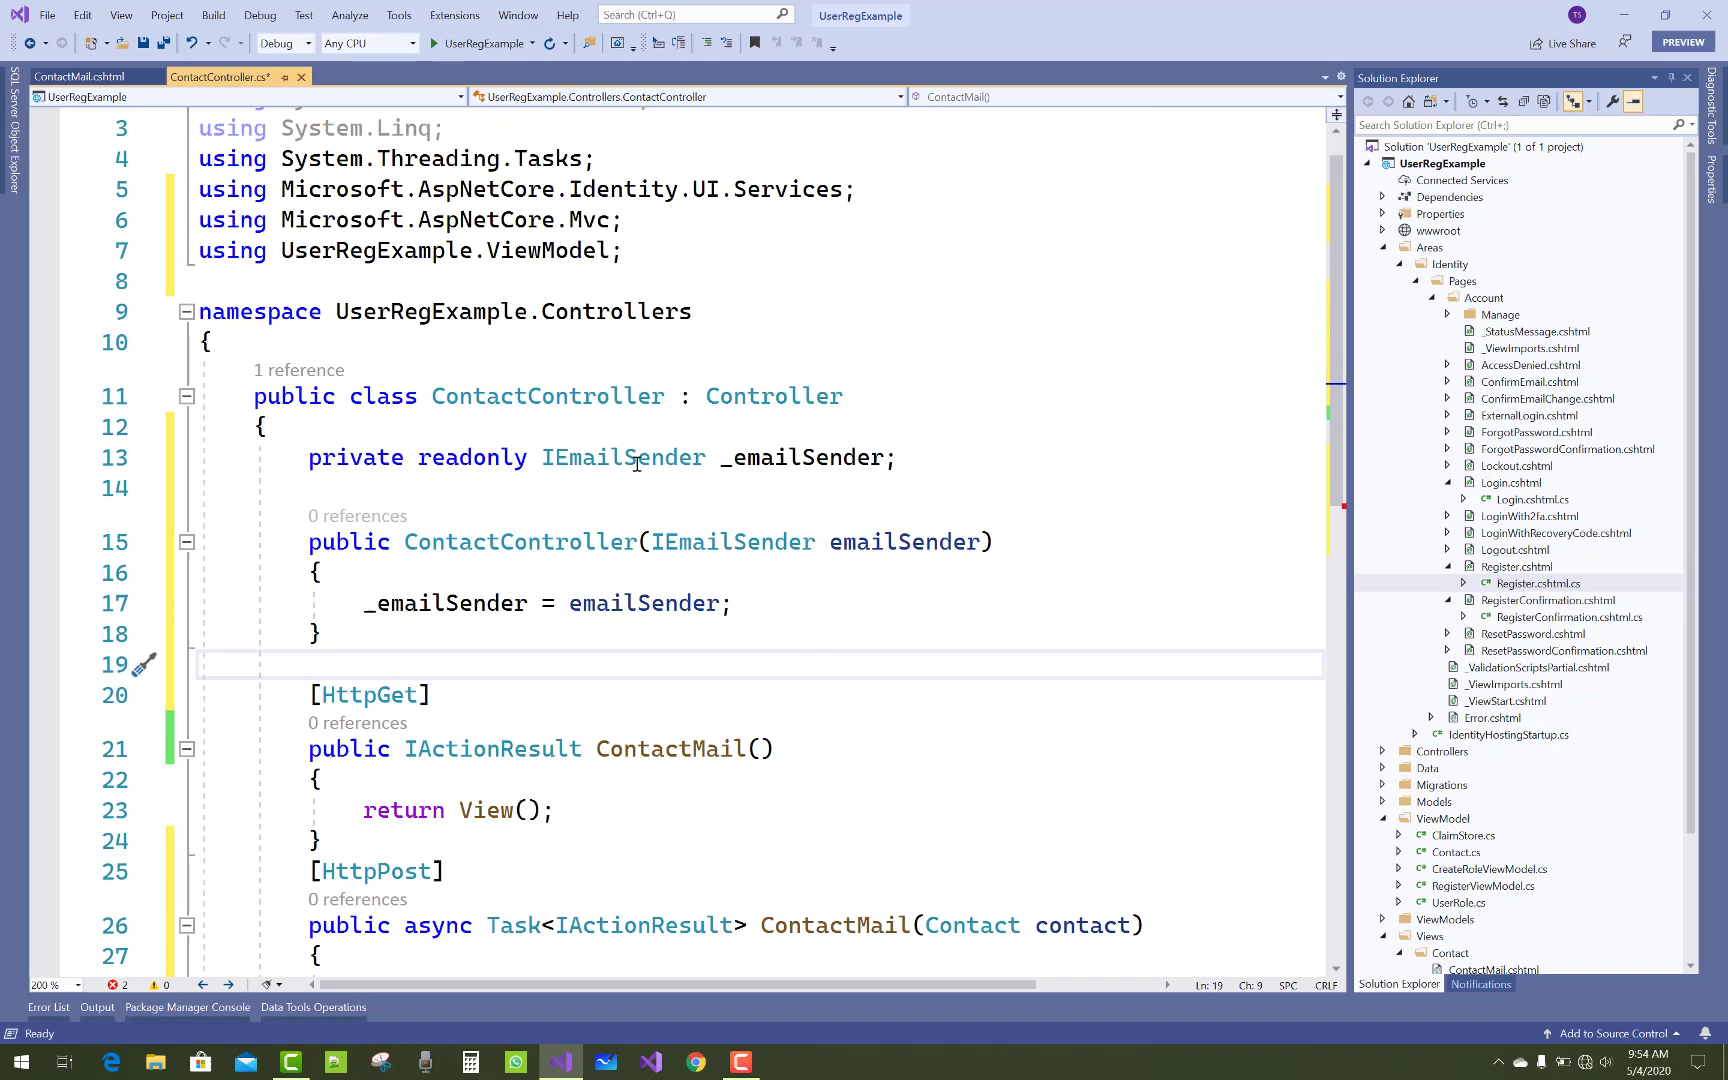 File Edit View Project Build Debug Test Analyze Tools Extensions Window Help Search (Ctrl+Q) UserRegExample TS
Debug Any CPU UserRegExample Live Share PREVIEW
ContactMail.cshtml ContactController.cs*
UserRegExample UserRegExample.Controllers.ContactController ContactMail()
SQL Server Object Explorer
3 using System.Linq;
4 using System.Threading.Tasks;
5 using Microsoft.AspNetCore.Identity.UI.Services;
6 using Microsoft.AspNetCore.Mvc;
7 using UserRegExample.ViewModel;
8
9 namespace UserRegExample.Controllers
10 {
1 reference
11 public class ContactController : Controller
12 {
13 private readonly IEmailSender _emailSender;
14
0 references
15 public ContactController(IEmailSender emailSender)
16 {
17 _emailSender = emailSender;
18 }
19
20 [HttpGet]
0 references
21 public IActionResult ContactMail()
22 {
23 return View();
24 }
25 [HttpPost]
0 references
26 public async Task<IActionResult> ContactMail(Contact contact)
27 {
200 % 2 0 Ln: 19 Ch: 9 SPC CRLF
Error List Output Package Manager Console Data Tools Operations
Solution Explorer
Search Solution Explorer (Ctrl+;)
Solution 'UserRegExample' (1 of 1 project)
UserRegExample
Connected Services
Dependencies
Properties
wwwroot
Areas
Identity
Pages
Account
Manage
_StatusMessage.cshtml
_ViewImports.cshtml
AccessDenied.cshtml
ConfirmEmail.cshtml
ConfirmEmailChange.cshtml
ExternalLogin.cshtml
ForgotPassword.cshtml
ForgotPasswordConfirmation.cshtml
Lockout.cshtml
Login.cshtml
Login.cshtml.cs
LoginWith2fa.cshtml
LoginWithRecoveryCode.cshtml
Logout.cshtml
Register.cshtml
Register.cshtml.cs
RegisterConfirmation.cshtml
RegisterConfirmation.cshtml.cs
ResetPassword.cshtml
ResetPasswordConfirmation.cshtml
_ValidationScriptsPartial.cshtml
_ViewImports.cshtml
_ViewStart.cshtml
Error.cshtml
IdentityHostingStartup.cs
Controllers
Data
Migrations
Models
ViewModel
ClaimStore.cs
Contact.cs
CreateRoleViewModel.cs
RegisterViewModel.cs
UserRole.cs
ViewModels
Views
Contact
ContactMail.cshtml
Solution Explorer Notifications
Diagnostic Tools
Properties
Ready Add to Source Control
9:54 AM
5/4/2020